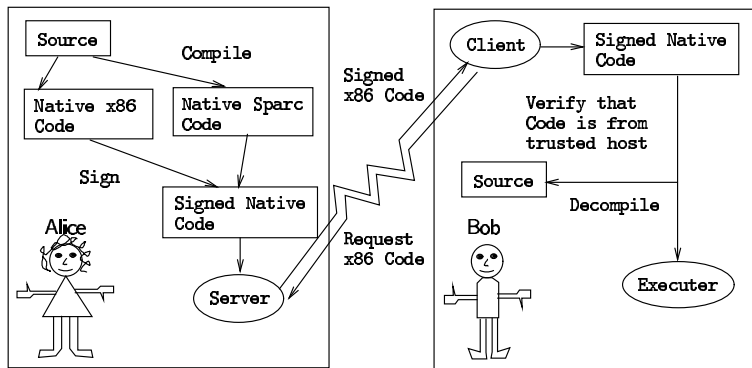 Source
Compile
Native x86
Code
Native Sparc
Code
Sign
Signed Native
Code
Alice
Server
Signed
x86 Code
Request
x86 Code
Client
Signed Native
Code
Verify that
Code is from
trusted host
Source
Decompile
Bob
Executer